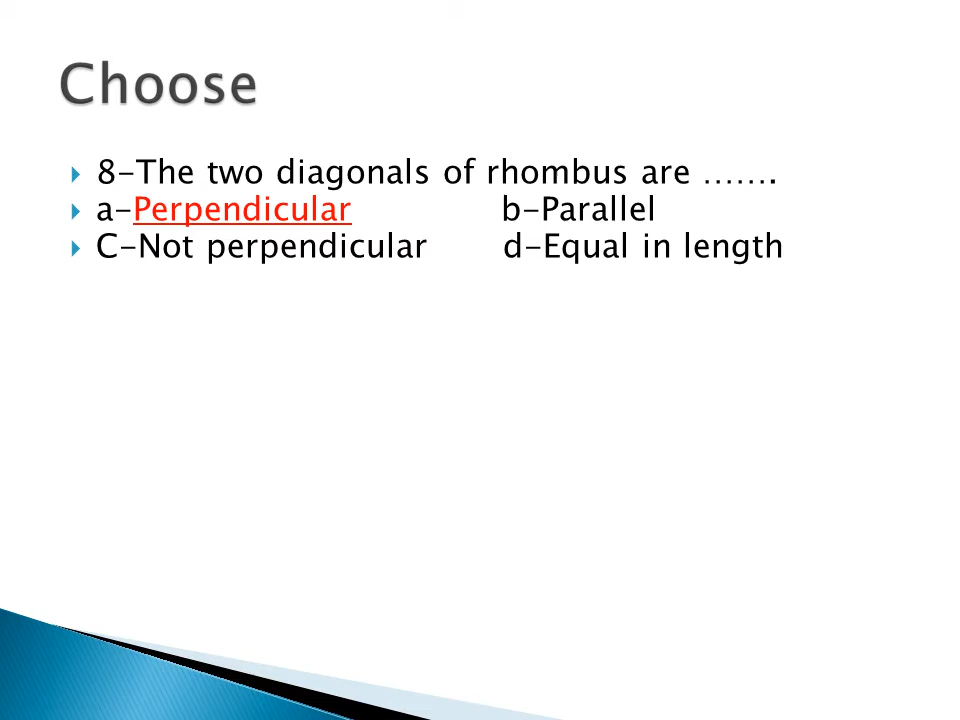 Choose
8-The two diagonals of rhombus are …….
a-Perpendicular b-Parallel
C-Not perpendicular d-Equal in length